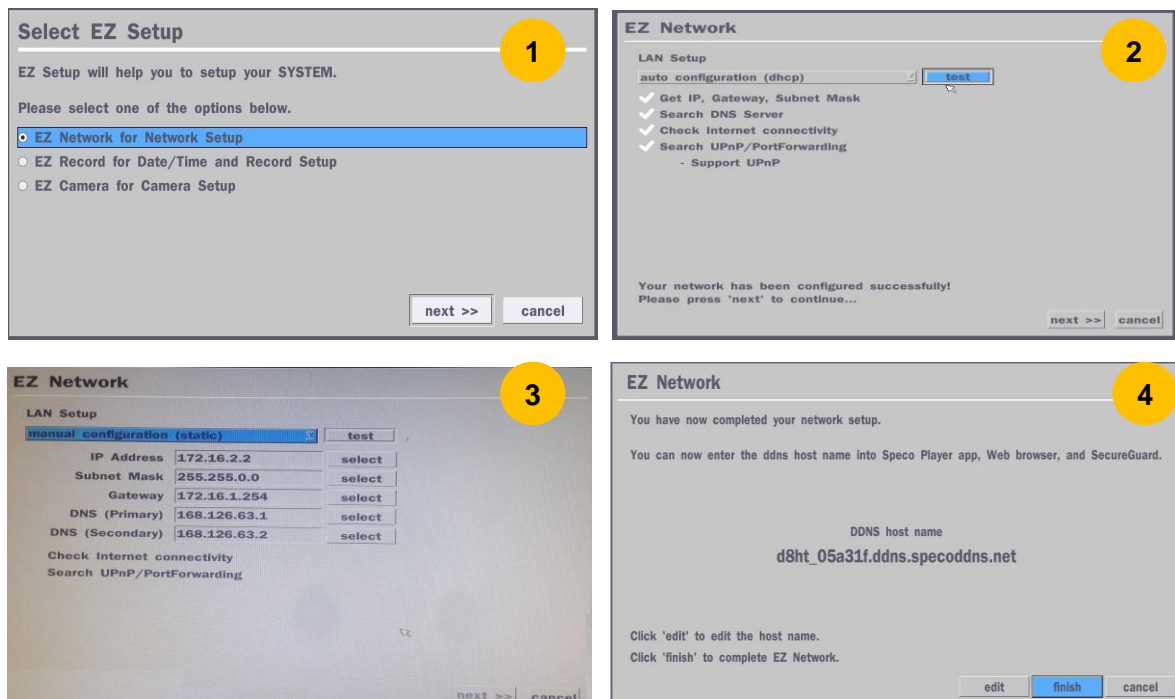 Select EZ Setup
1
EZ Setup will help you to setup your SYSTEM.
Please select one of the options below.
EZ Network for Network Setup
EZ Record for Date/Time and Record Setup
EZ Camera for Camera Setup
next >> cancel
EZ Network
2
LAN Setup
auto configuration (dhcp) test
Get IP, Gateway, Subnet Mask
Search DNS Server
Check Internet connectivity
Search UPnP/PortForwarding
- Support UPnP
Your network has been configured successfully!
Please press 'next' to continue...
next >> cancel
EZ Network
3
LAN Setup
manual configuration (static) test
IP Address 172.16.2.2 select
Subnet Mask 255.255.0.0 select
Gateway 172.16.1.254 select
DNS (Primary) 168.126.63.1 select
DNS (Secondary) 168.126.63.2 select
Check Internet connectivity
Search UPnP/PortForwarding
next >> cancel
EZ Network
4
You have now completed your network setup.
You can now enter the ddns host name into Speco Player app, Web browser, and SecureGuard.
DDNS host name
d8ht_05a31f.ddns.specoddns.net
Click 'edit' to edit the host name.
Click 'finish' to complete EZ Network.
edit finish cancel